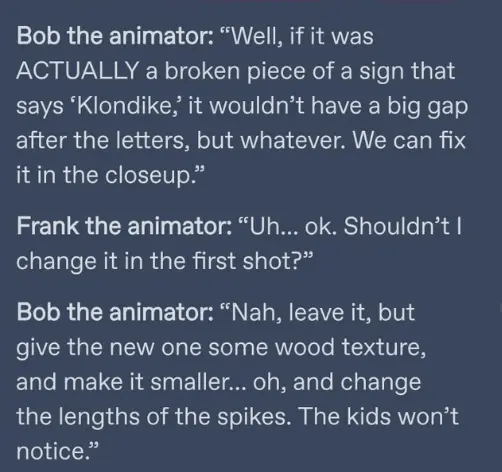 Bob the animator: “Well, if it was
ACTUALLY a broken piece of a sign that
says ‘Klondike,’ it wouldn’t have a big gap
after the letters, but whatever. We can fix
it in the closeup.”
Frank the animator: “Uh... ok. Shouldn’t I
change it in the first shot?”
Bob the animator: “Nah, leave it, but
give the new one some wood texture,
and make it smaller... oh, and change
the lengths of the spikes. The kids won’t
notice.”